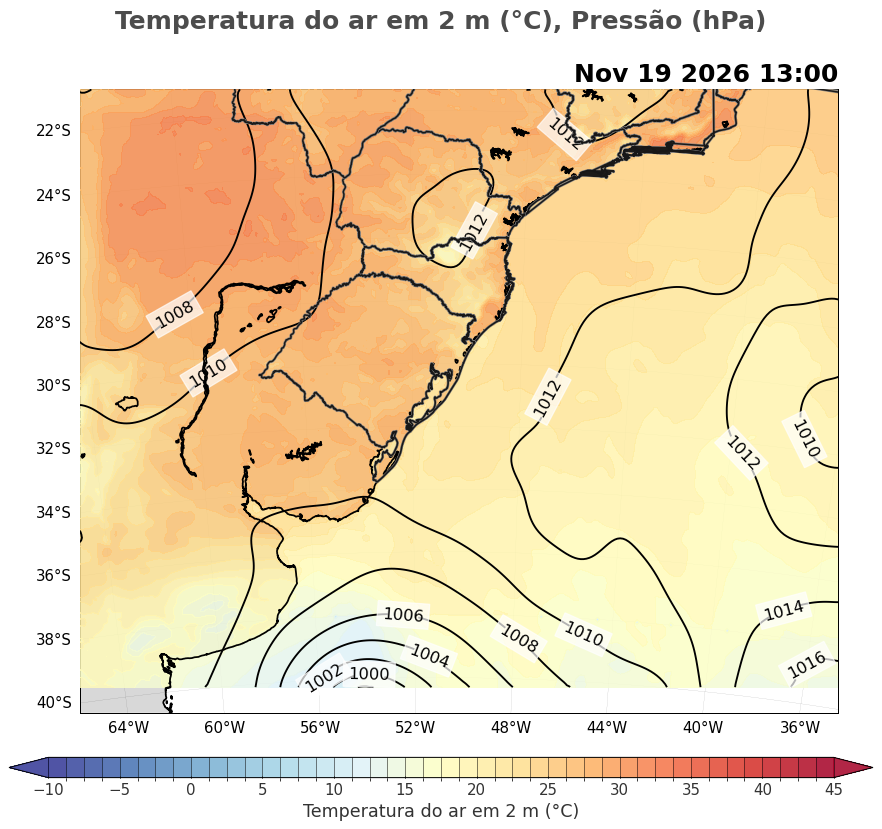 Temperatura do ar em 2 m (°C), Pressão (hPa)
Nov 19 2026 13:00
22°S
24°S
26°S
28°S
30°S
32°S
34°S
36°S
38°S
40°S
1012
1012
1008
1010
1012
1012
1010
1014
1006
1008
1010
1004
1016
1002
1000
64°W
60°W
56°W
52°W
48°W
44°W
40°W
36°W
−10
−5
0
5
10
15
20
25
30
35
40
45
Temperatura do ar em 2 m (°C)